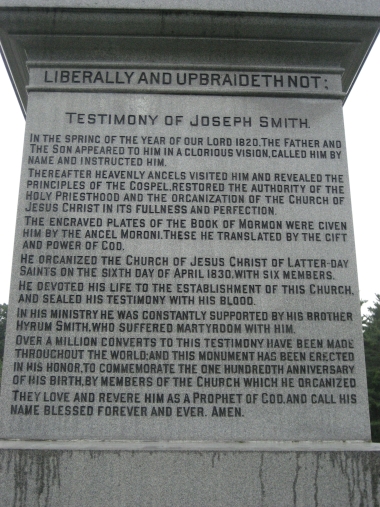 LIBERALLY AND UPBRAIDETH NOT:
TESTIMONY OF JOSEPH SMITH.
IN THE SPRING OF THE YEAR OF OUR LORD 1820, THE FATHER AND
THE SON APPEARED TO HIM IN A GLORIOUS VISION, CALLED HIM BY
NAME AND INSTRUCTED HIM.
THEREAFTER HEAVENLY ANGELS VISITED HIM AND REVEALED THE
PRINCIPLES OF THE GOSPEL, RESTORED THE AUTHORITY OF THE
HOLY PRIESTHOOD AND THE ORGANIZATION OF THE CHURCH OF
JESUS CHRIST IN ITS FULLNESS AND PERFECTION.
THE ENGRAVED PLATES OF THE BOOK OF MORMON WERE GIVEN
HIM BY THE ANGEL MORONI. THESE HE TRANSLATED BY THE GIFT
AND POWER OF GOD.
HE ORGANIZED THE CHURCH OF JESUS CHRIST OF LATTER-DAY
SAINTS ON THE SIXTH DAY OF APRIL 1830, WITH SIX MEMBERS.
HE DEVOTED HIS LIFE TO THE ESTABLISHMENT OF THIS CHURCH,
AND SEALED HIS TESTIMONY WITH HIS BLOOD.
IN HIS MINISTRY HE WAS CONSTANTLY SUPPORTED BY HIS BROTHER
HYRUM SMITH, WHO SUFFERED MARTYRDOM WITH HIM.
OVER A MILLION CONVERTS TO THIS TESTIMONY HAVE BEEN MADE
THROUGHOUT THE WORLD; AND THIS MONUMENT HAS BEEN ERECTED
IN HIS HONOR, TO COMMEMORATE THE ONE HUNDREDTH ANNIVERSARY
OF HIS BIRTH, BY MEMBERS OF THE CHURCH WHICH HE ORGANIZED
THEY LOVE AND REVERE HIM AS A PROPHET OF GOD, AND CALL HIS
NAME BLESSED FOREVER AND EVER. AMEN.